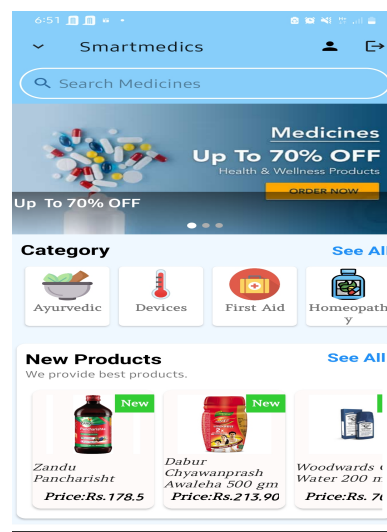 6:51
Smartmedics
Search Medicines
Medicines
Up To 70% OFF
Health & Wellness Products
ORDER NOW
Up To 70% OFF
Category
See All
Ayurvedic
Devices
First Aid
Homeopath
y
New Products
See All
We provide best products.
New
New
Zandu
Pancharisht
Price:Rs.178.5
Dabur
Chyawanprash
Awaleha 500 gm
Price:Rs.213.90
Woodwards
Water 200 m
Price:Rs.